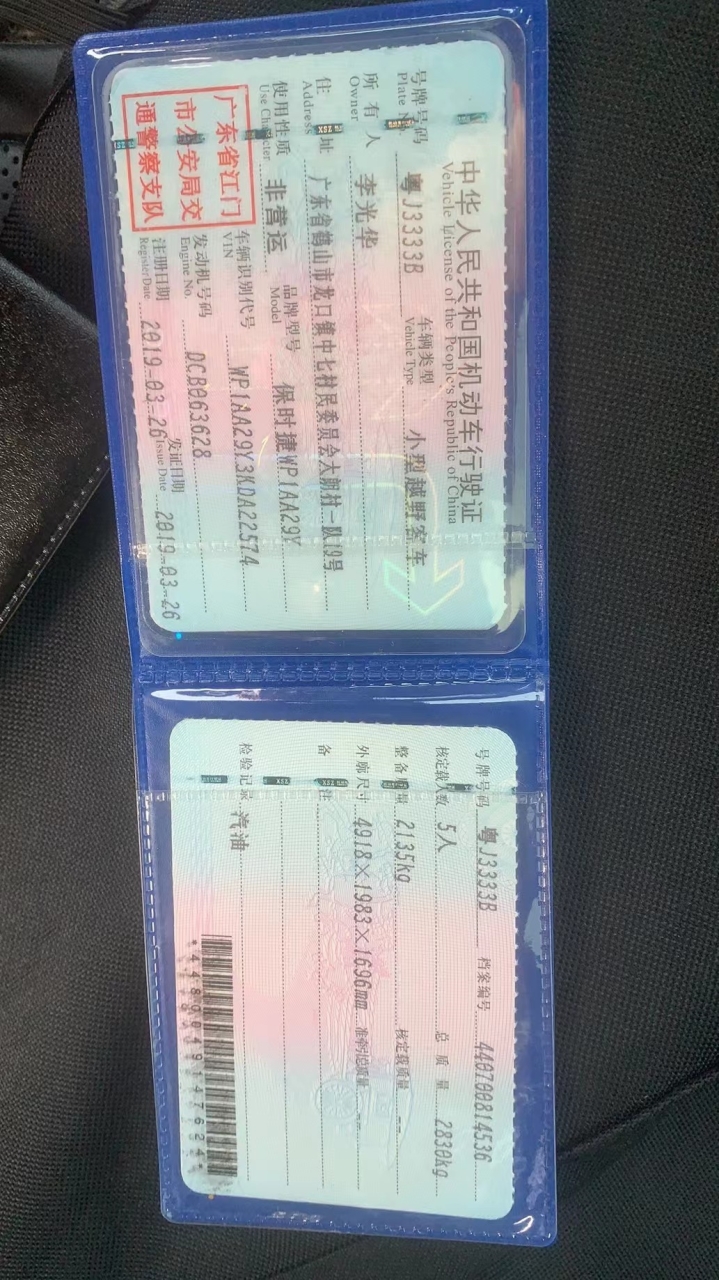 中华人民共和国机动车行驶证
Vehicle License of the People's Republic of China
号牌号码 粤J3333B 车辆类型 小型越野客车
Plate N Vehicle Type
所有人 李光华
Owner
住址 广东省鹤山市龙口镇中七村民委员会大朗村一队19号
Address
使用性质 非营运 品牌型号 保时捷WP1AA29Y
Use Character Model
广东省江门
市公安局交
通警察支队
车辆识别代号 WP1AA29Y3KDA22574
VIN
发动机号码 DCB063628
Engine No.
注册日期 2019-03-26 发证日期 2019-03-26
Register Date Issue Date
号牌号码 粤J3333B 档案编号 440700814536
核定载人数 5人 总质量 2830kg
整备质量 2135kg 核定载质量 --
外廓尺寸 4918×1983×1696mm 准牵引总质量 --
备注
检验记录 汽油